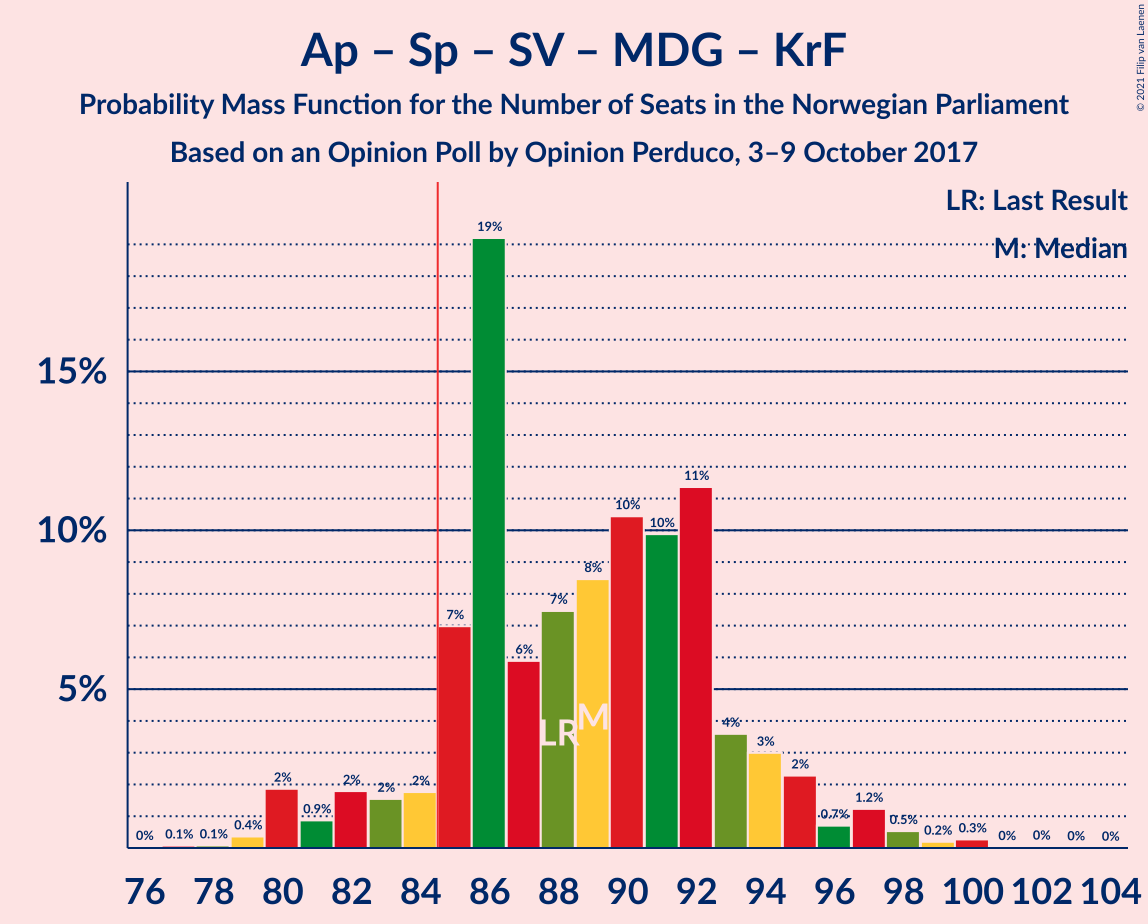 Ap – Sp – SV – MDG – KrF
Probability Mass Function for the Number of Seats in the Norwegian Parliament
Based on an Opinion Poll by Opinion Perduco, 3–9 October 2017
© 2021 Filip van Laenen
LR: Last Result
M: Median
15%
10%
5%
0% 0.1% 0.1% 0.4% 2% 0.9% 2% 2% 2% 7% 19% 6% 7% 8% 10% 10% 11% 4% 3% 2% 0.7% 1.2% 0.5% 0.2% 0.3% 0% 0% 0% 0%
LR M
76 78 80 82 84 86 88 90 92 94 96 98 100 102 104